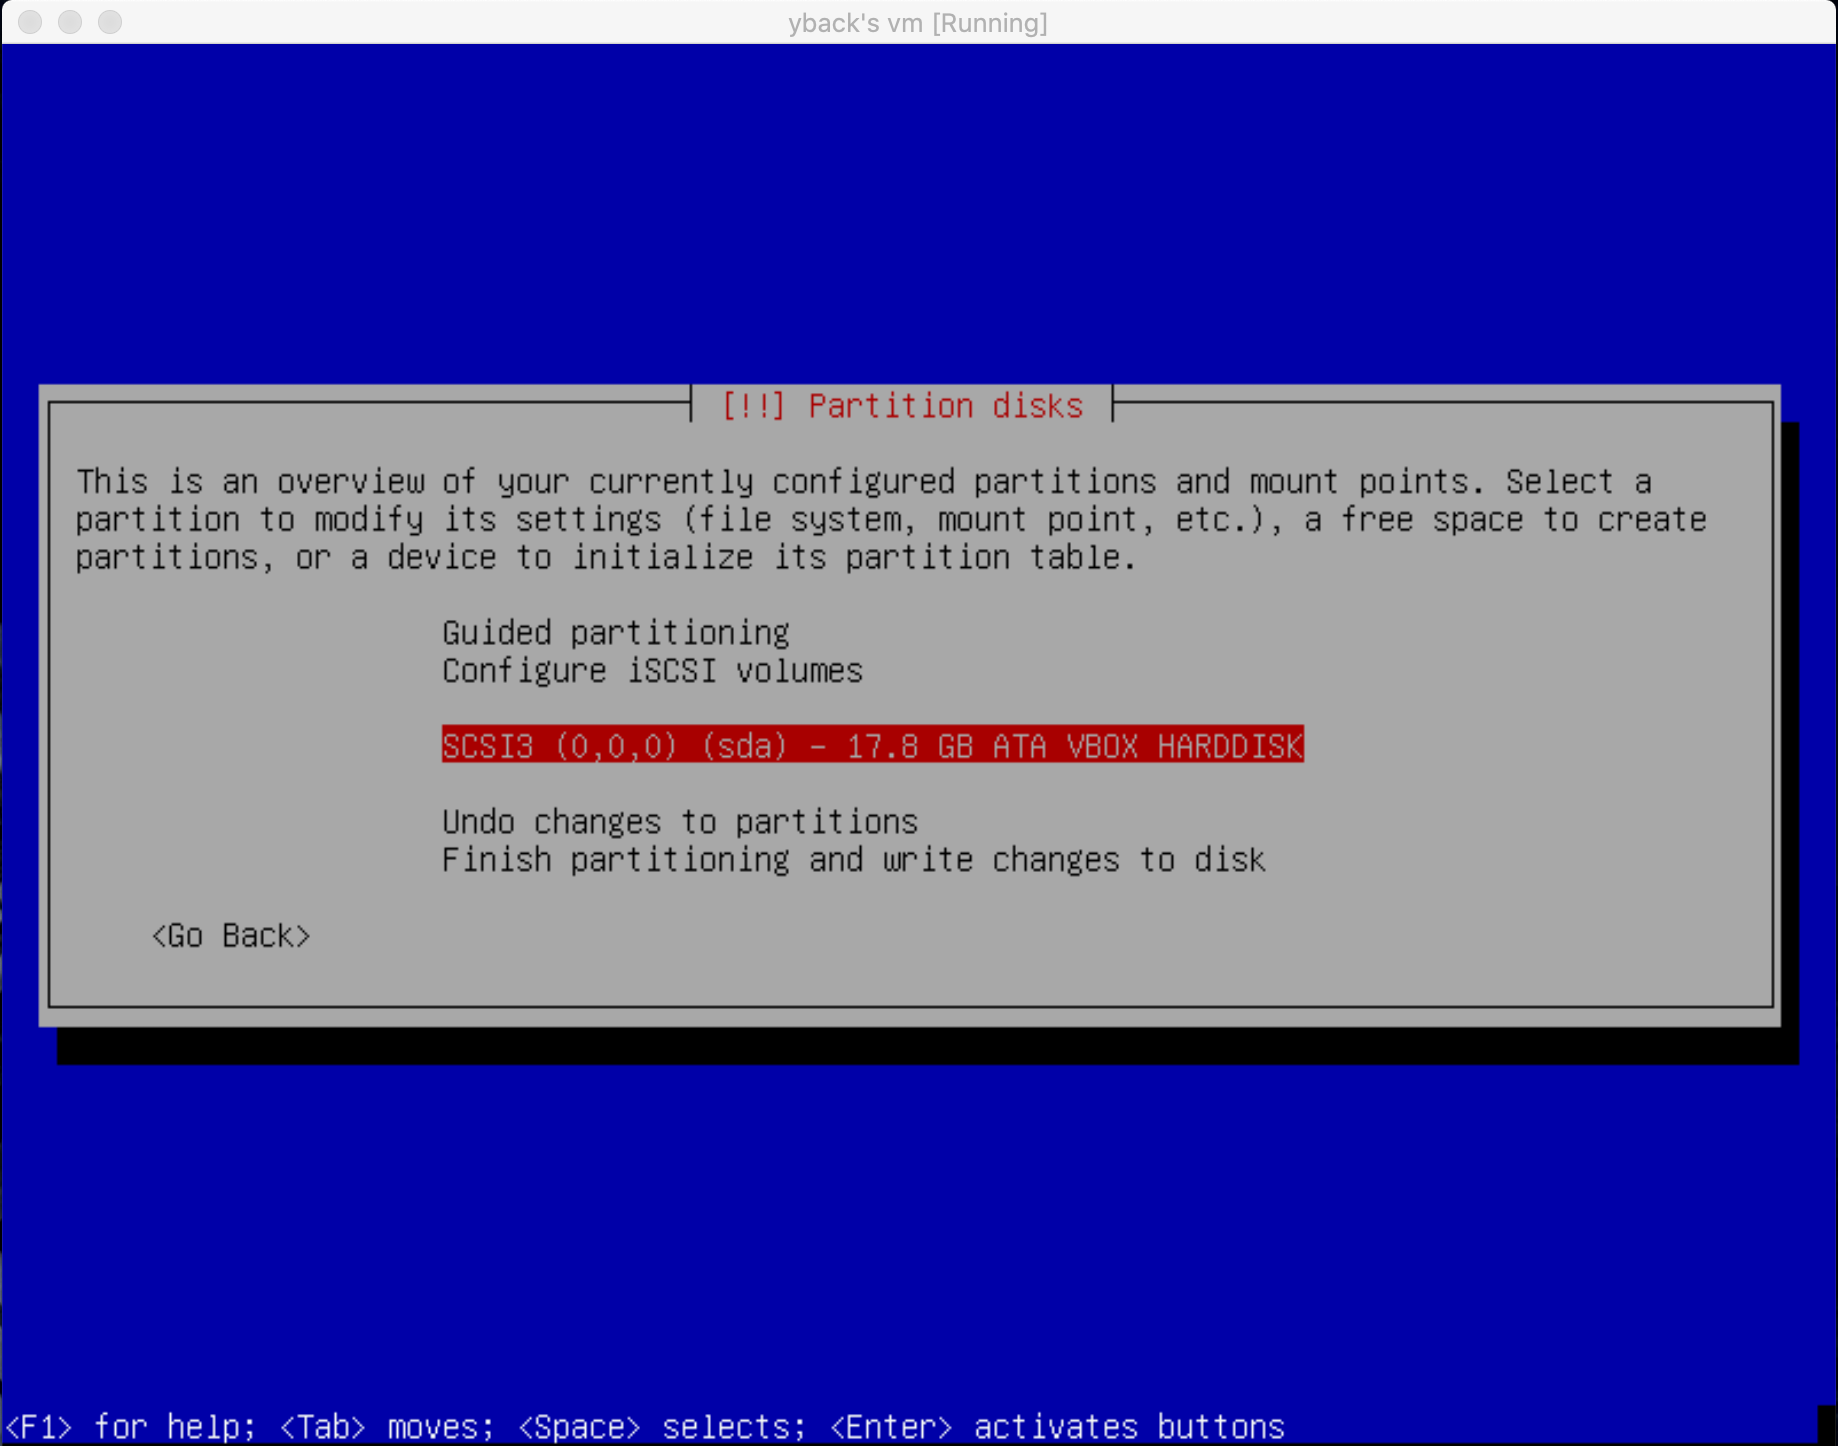 yback's vm [Running]
[!!] Partition disks
This is an overview of your currently configured partitions and mount points. Select a
partition to modify its settings (file system, mount point, etc.), a free space to create
partitions, or a device to initialize its partition table.
Guided partitioning
Configure iSCSI volumes
SCSI3 (0,0,0) (sda) - 17.8 GB ATA VBOX HARDDISK
Undo changes to partitions
Finish partitioning and write changes to disk
<Go Back>
<F1> for help; <Tab> moves; <Space> selects; <Enter> activates buttons